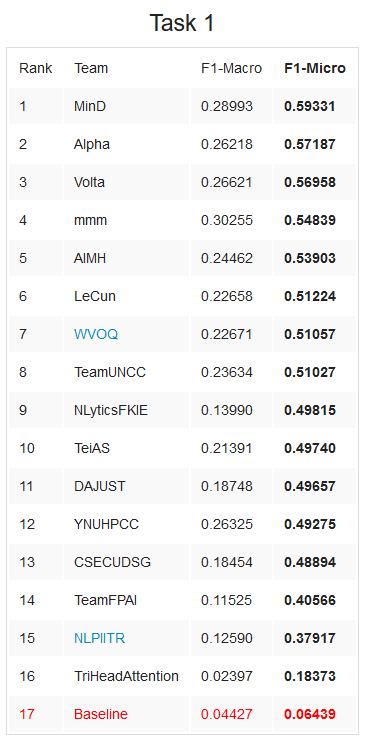 Task 1
Rank Team F1-Macro F1-Micro
1 MinD 0.28993 0.59331
2 Alpha 0.26218 0.57187
3 Volta 0.26621 0.56958
4 mmm 0.30255 0.54839
5 AIMH 0.24462 0.53903
6 LeCun 0.22658 0.51224
7 WVOQ 0.22671 0.51057
8 TeamUNCC 0.23634 0.51027
9 NLyticsFKIE 0.13990 0.49815
10 TeiAS 0.21391 0.49740
11 DAJUST 0.18748 0.49657
12 YNUHPCC 0.26325 0.49275
13 CSECUDSG 0.18454 0.48894
14 TeamFPAI 0.11525 0.40566
15 NLPIITR 0.12590 0.37917
16 TriHeadAttention 0.02397 0.18373
17 Baseline 0.04427 0.06439